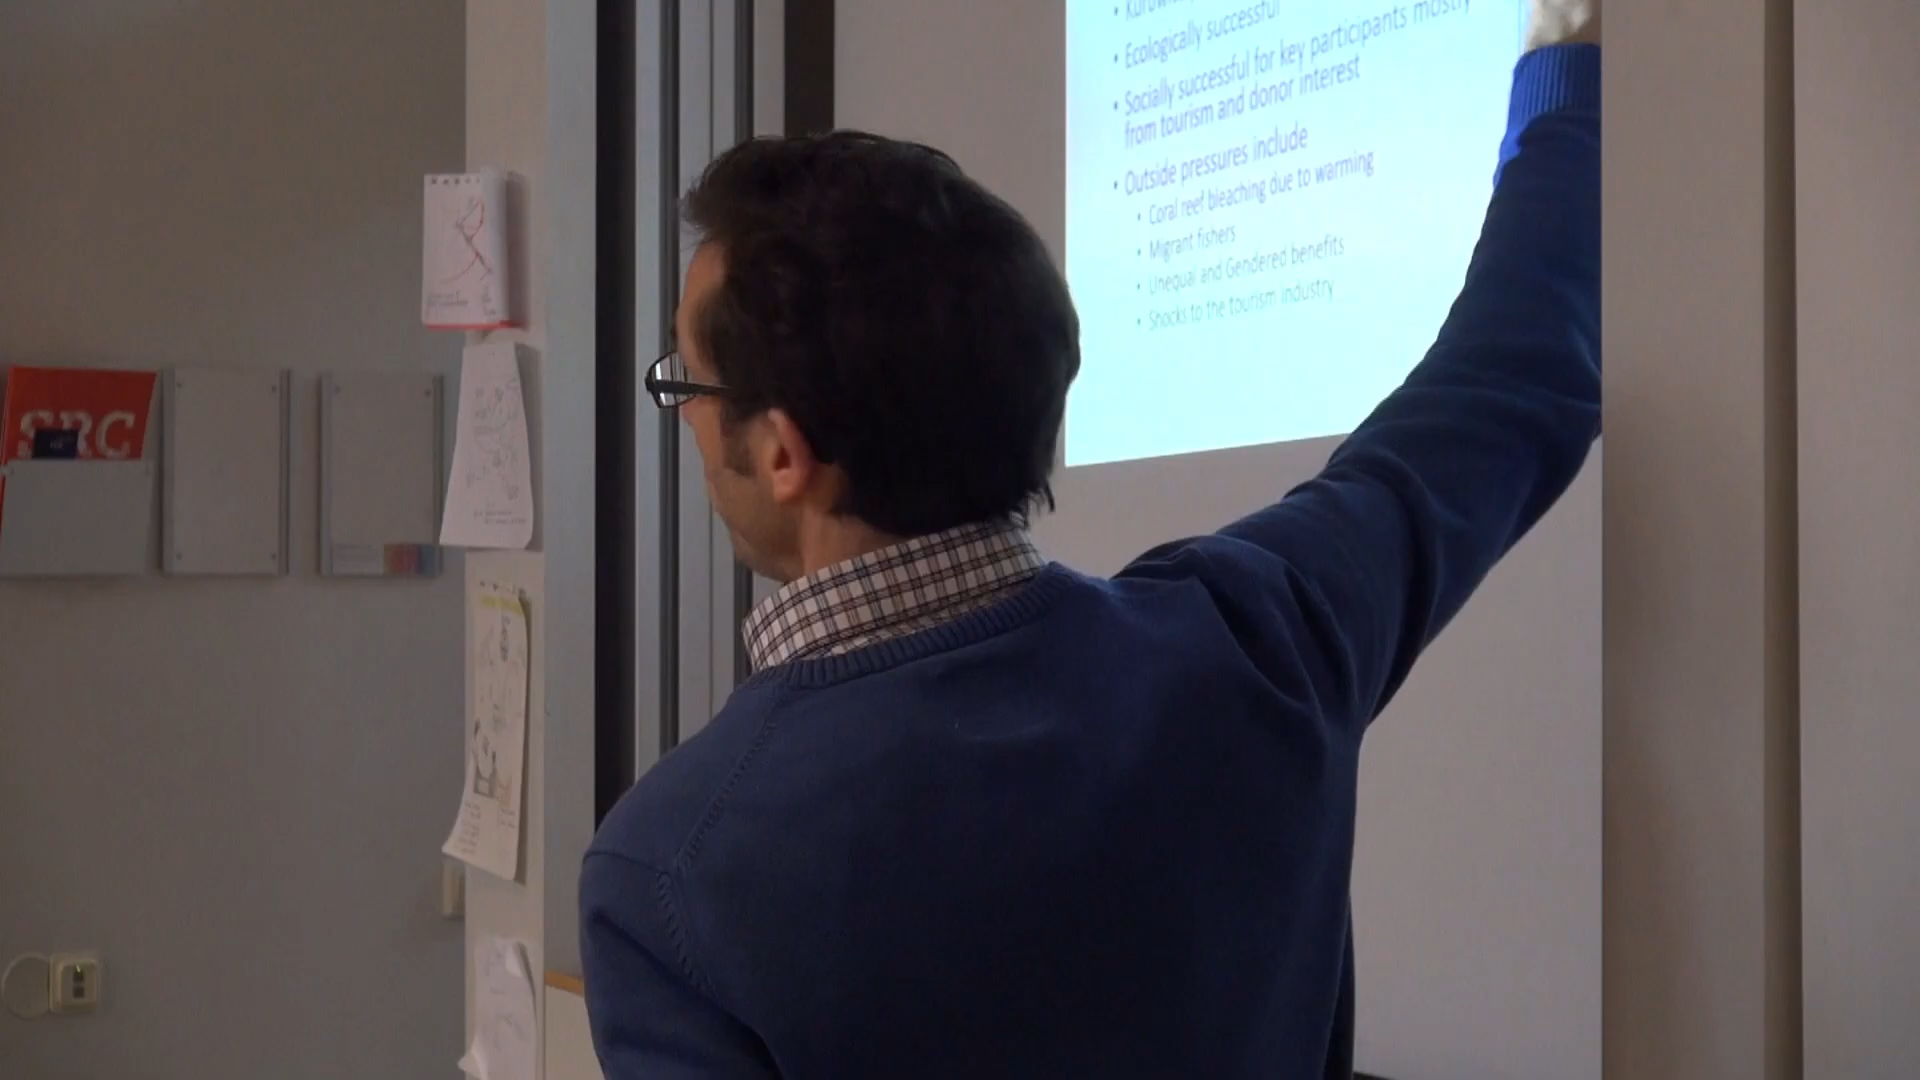 SRC
• Ecologically successful
• Socially successful for key participants mostly
from tourism and donor interest
• Outside pressures include
• Coral reef bleaching due to warming
• Migrant fishers
• Unequal and Gendered benefits
• Shocks to the tourism industry